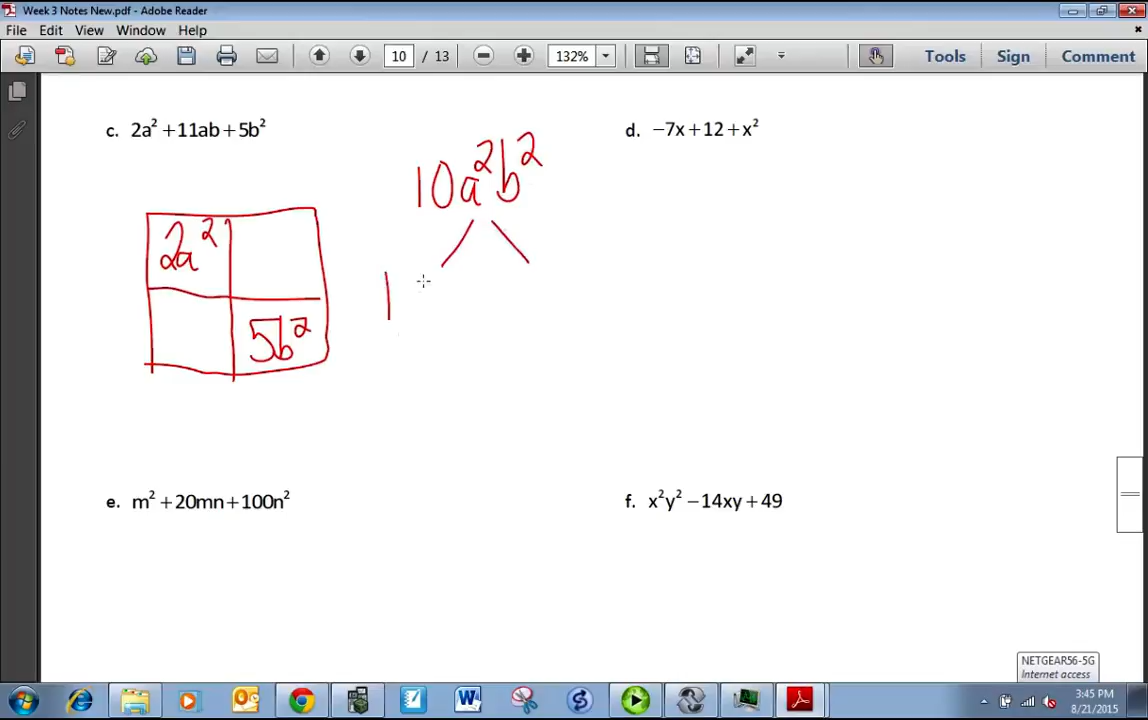 Week 3 Notes New.pdf - Adobe Reader
File Edit View Window Help
10 / 13 132% Tools Sign Comment
c. 2a² + 11ab + 5b²
d. −7x + 12 + x²
10a²b²
2a²
1
5b²
e. m² + 20mn + 100n²
f. x²y² − 14xy + 49
NETGEAR56-5G
Internet access
3:45 PM
8/21/2015